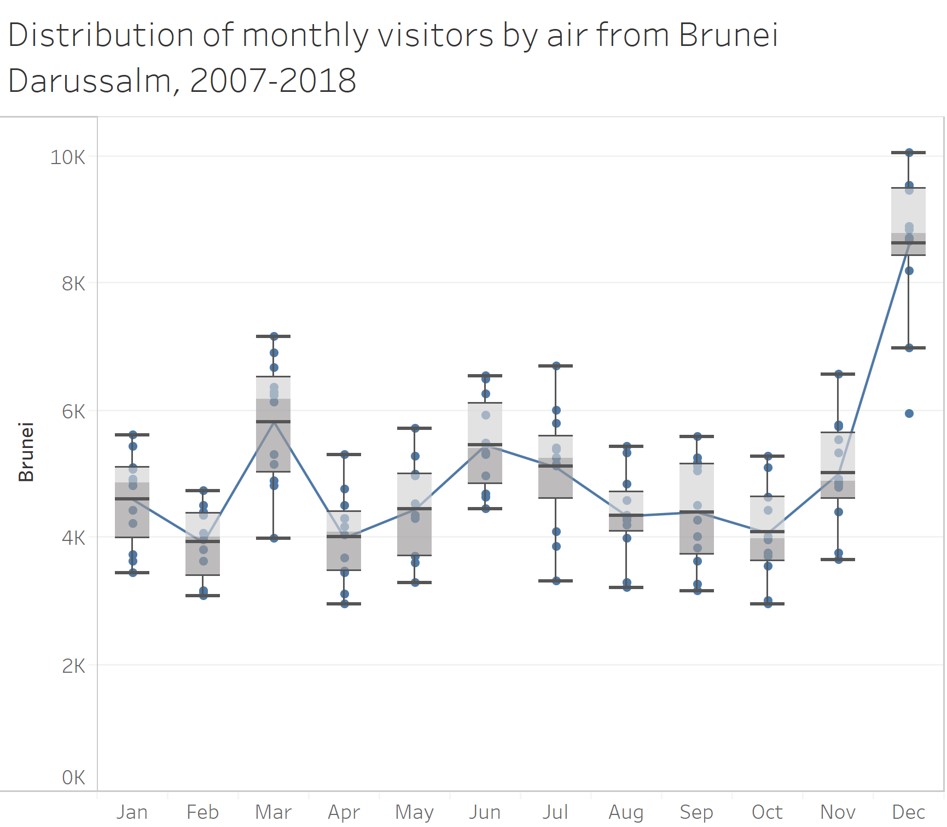 Distribution of monthly visitors by air from Brunei
Darussalm, 2007-2018
Brunei
10K
8K
6K
4K
2K
0K
Jan Feb Mar Apr May Jun Jul Aug Sep Oct Nov Dec